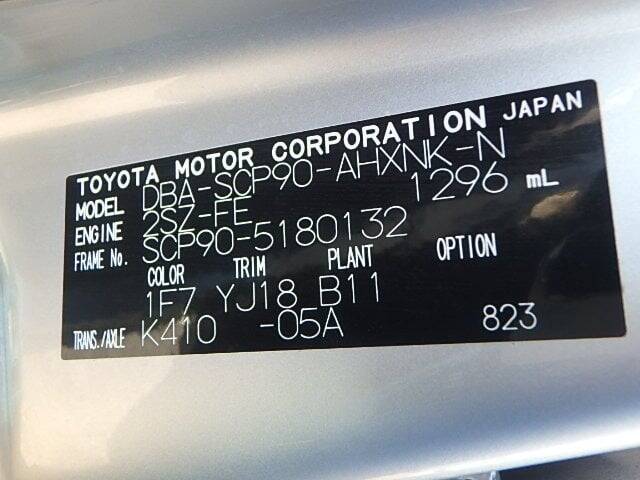 TOYOTA MOTOR CORPORATION JAPAN
MODEL DBA-SCP90-AHXNK-N
ENGINE 2SZ-FE 1296 mL
FRAME No. SCP90-5180132
COLOR TRIM PLANT OPTION
1F7 YJ18 B11
TRANS./AXLE K410 -05A 823